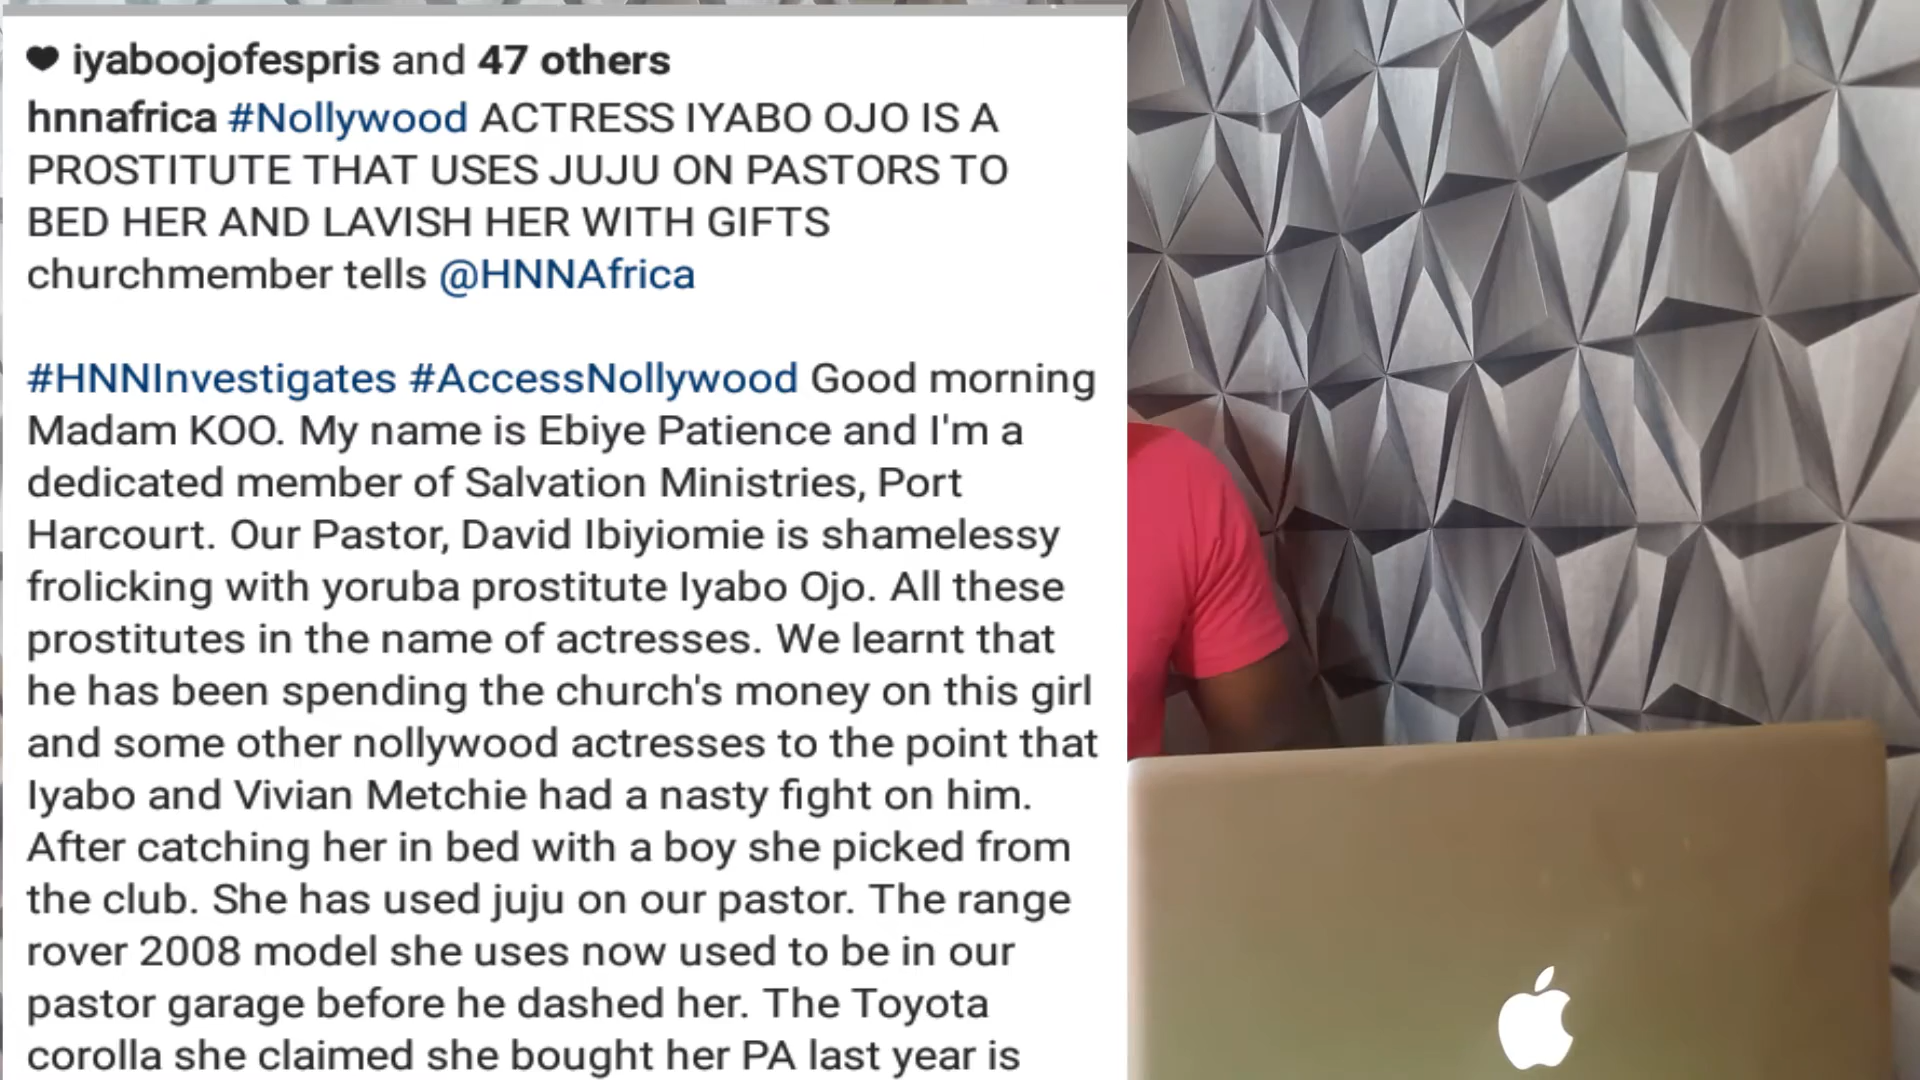 iyaboojofespris and 47 others
hnnafrica #Nollywood ACTRESS IYABO OJO IS A
PROSTITUTE THAT USES JUJU ON PASTORS TO
BED HER AND LAVISH HER WITH GIFTS
churchmember tells @HNNAfrica
#HNNInvestigates #AccessNollywood Good morning
Madam KOO. My name is Ebiye Patience and I'm a
dedicated member of Salvation Ministries, Port
Harcourt. Our Pastor, David Ibiyiomie is shamelessy
frolicking with yoruba prostitute Iyabo Ojo. All these
prostitutes in the name of actresses. We learnt that
he has been spending the church's money on this girl
and some other nollywood actresses to the point that
Iyabo and Vivian Metchie had a nasty fight on him.
After catching her in bed with a boy she picked from
the club. She has used juju on our pastor. The range
rover 2008 model she uses now used to be in our
pastor garage before he dashed her. The Toyota
corolla she claimed she bought her PA last year is